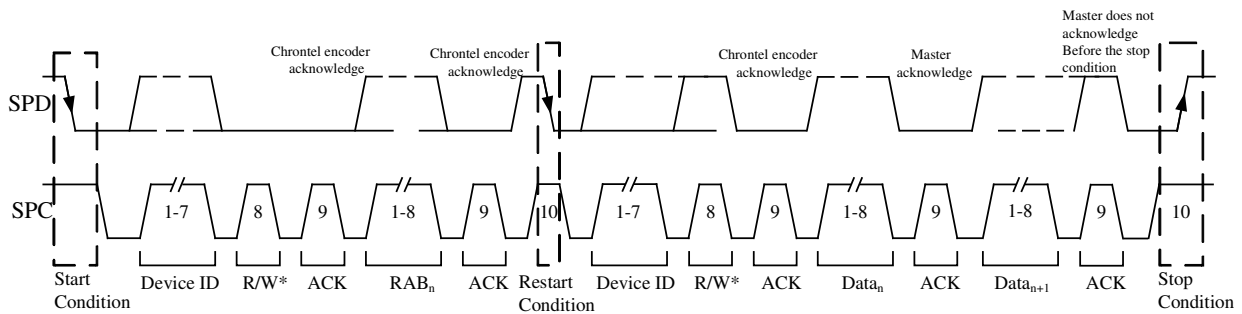 Master does not
acknowledge
Before the stop
condition
Chrontel encoder
acknowledge
Chrontel encoder
acknowledge
Chrontel encoder
acknowledge
Master
acknowledge
SPD
SPC
1-7
8
9
1-8
9
10
1-7
8
9
1-8
9
1-8
9
10
Start
Condition
Device ID
R/W*
ACK
RABn
ACK
Restart
Condition
Device ID
R/W*
ACK
Datan
ACK
Datan+1
ACK
Stop
Condition